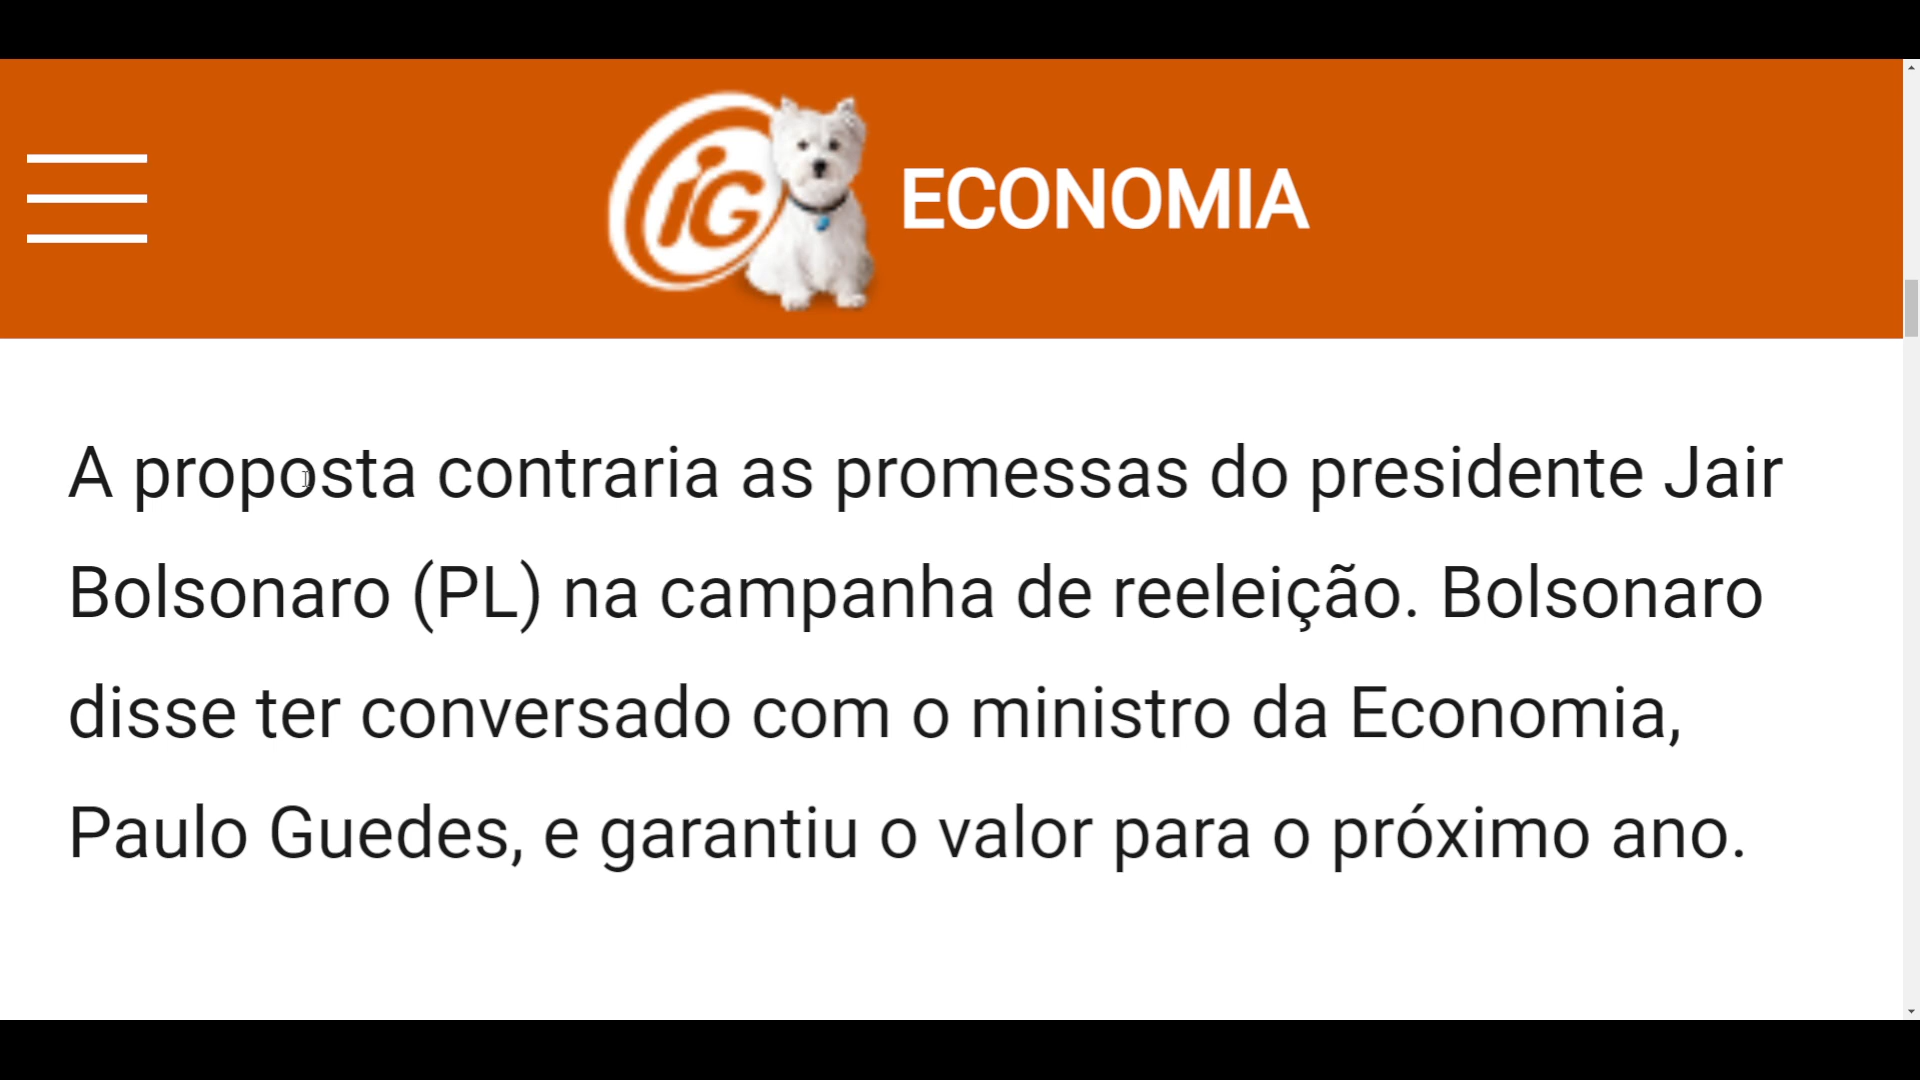 iG ECONOMIA
A proposta contraria as promessas do presidente Jair
Bolsonaro (PL) na campanha de reeleição. Bolsonaro
disse ter conversado com o ministro da Economia,
Paulo Guedes, e garantiu o valor para o próximo ano.